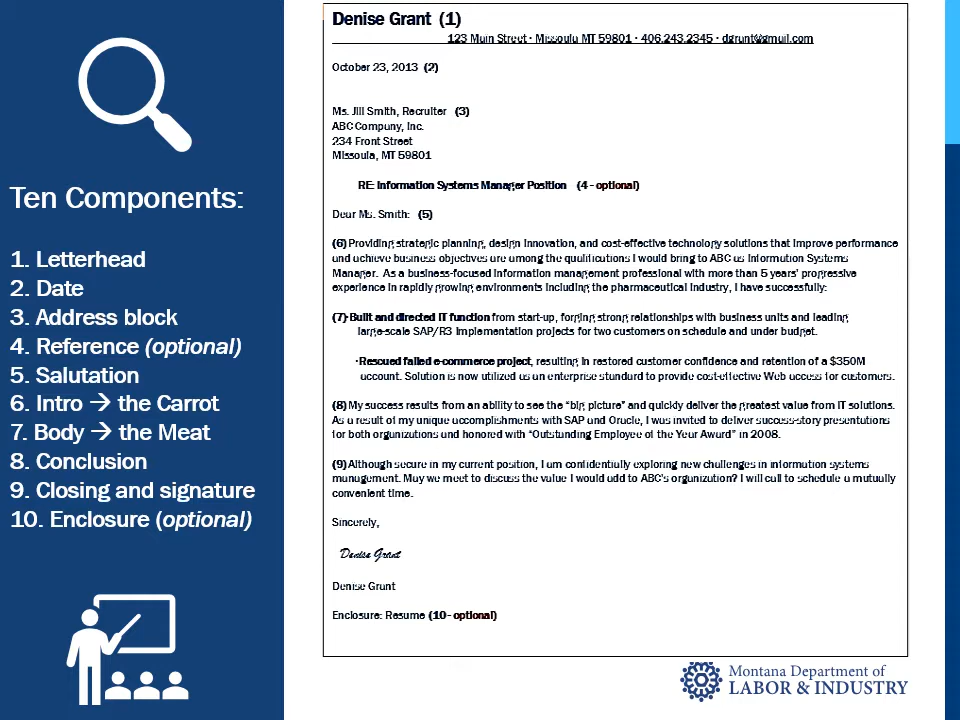 Ten Components:
1. Letterhead
2. Date
3. Address block
4. Reference (optional)
5. Salutation
6. Intro → the Carrot
7. Body → the Meat
8. Conclusion
9. Closing and signature
10. Enclosure (optional)
Denise Grant (1)
123 Main Street · Missoula MT 59801 · 406.243.2345 · dgrant@gmail.com
October 23, 2013 (2)
Ms. Jill Smith, Recruiter (3)
ABC Company, Inc.
234 Front Street
Missoula, MT 59801
RE: Information Systems Manager Position (4 - optional)
Dear Ms. Smith: (5)
(6) Providing strategic planning, design innovation, and cost-effective technology solutions that improve performance
and achieve business objectives are among the qualifications I would bring to ABC as Information Systems
Manager. As a business-focused information management professional with more than 5 years' progressive
experience in rapidly growing environments including the pharmaceutical industry, I have successfully:
(7)· Built and directed IT function from start-up, forging strong relationships with business units and leading
large-scale SAP/R3 implementation projects for two customers on schedule and under budget.
·Rescued failed e-commerce project, resulting in restored customer confidence and retention of a $350M
account. Solution is now utilized as an enterprise standard to provide cost-effective Web access for customers.
(8) My success results from an ability to see the "big picture" and quickly deliver the greatest value from IT solutions.
As a result of my unique accomplishments with SAP and Oracle, I was invited to deliver success-story presentations
for both organizations and honored with "Outstanding Employee of the Year Award" in 2008.
(9) Although secure in my current position, I am confidentially exploring new challenges in information systems
management. May we meet to discuss the value I would add to ABC's organization? I will call to schedule a mutually
convenient time.
Sincerely,
Denise Grant
Denise Grant
Enclosure: Resume (10 - optional)
Montana Department of
LABOR & INDUSTRY